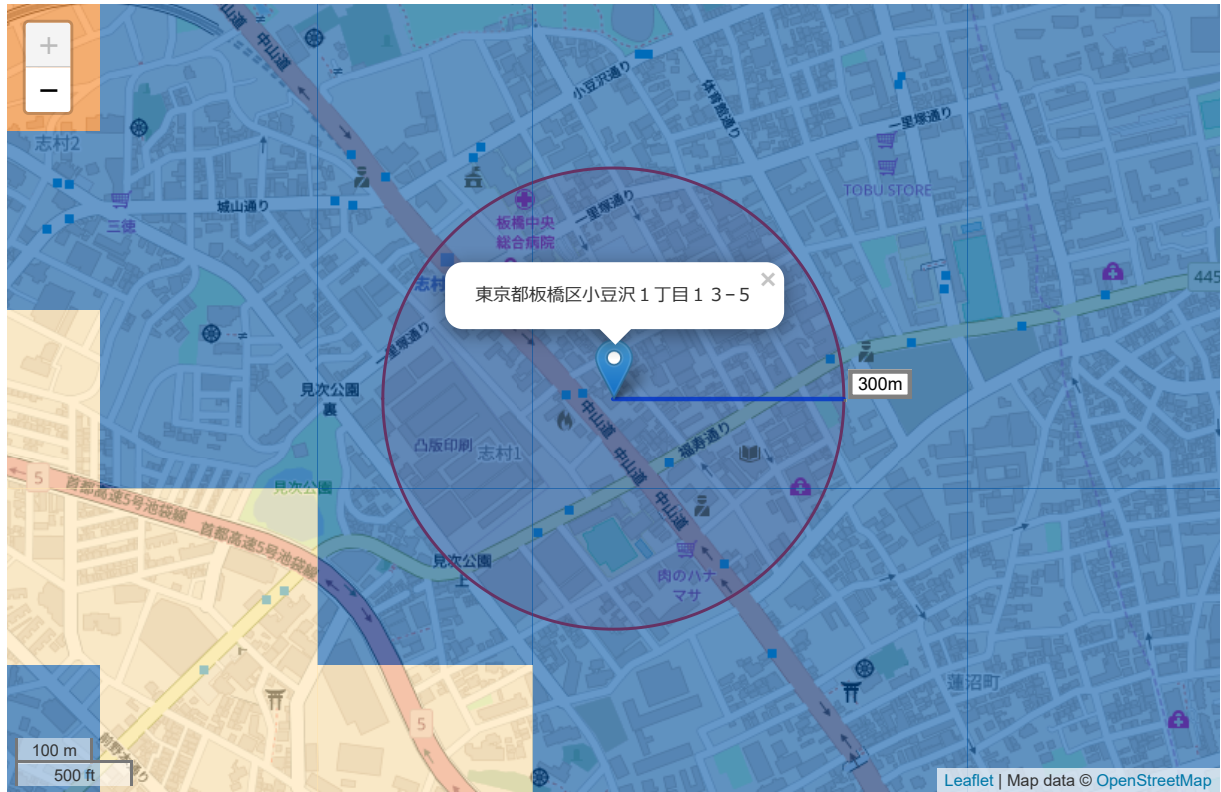 +
−
中山道
小豆沢通り
体育館通り
一里塚通り
志村2
三徳
城山通り
TOBU STORE
板橋中央
総合病院
一里塚通り
445
志村
東京都板橋区小豆沢１丁目１３−５
×
一里塚通り
見次公園
裏
300m
中山道
凸版印刷
志村1
中山道
福寿通り
5
首都高速5号池袋線
見次公園
中山道
首都高速5号池袋線
見次公園
上
肉のハナ
マサ
蓮沼町
5
100 m
500 ft
Leaflet | Map data © OpenStreetMap